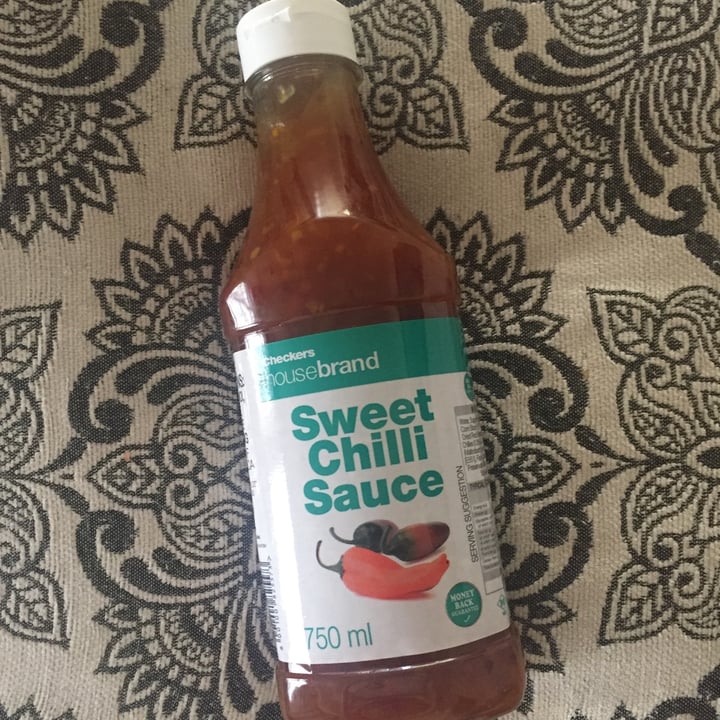 Checkers
housebrand
Sweet
Chilli
Sauce
750 ml
SERVING SUGGESTION
MONEY
BACK
GUARANTEE